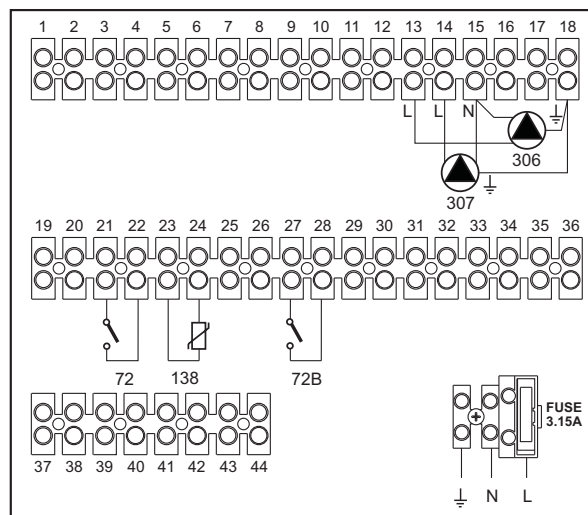 1 2 3 4 5 6 7 8 9 10 11 12 13 14 15 16 17 18
L L N ⏚
306
⏚
307
19 20 21 22 23 24 25 26 27 28 29 30 31 32 33 34 35 36
72 138 72B
FUSE
3.15A
37 38 39 40 41 42 43 44
⏚ N L